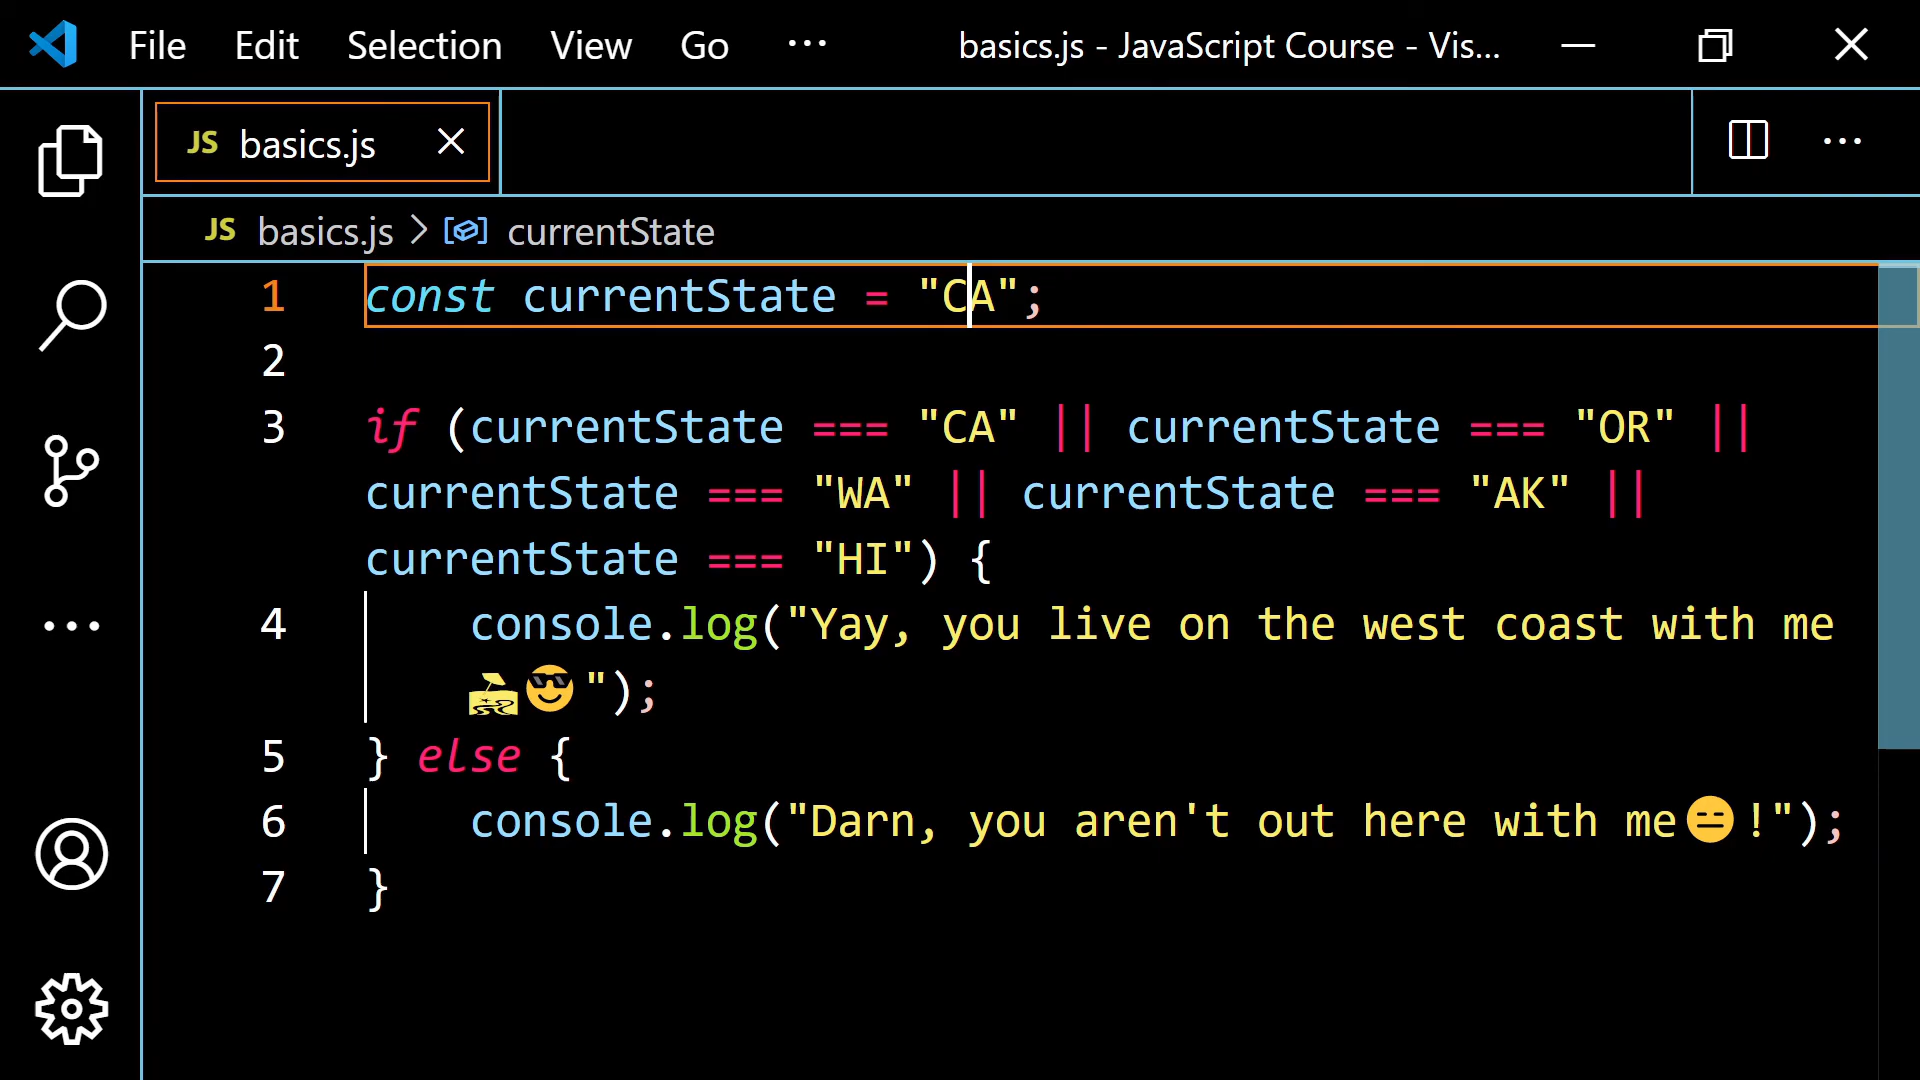 File Edit Selection View Go ··· basics.js - JavaScript Course - Vis...
JS basics.js
JS basics.js > currentState
1 const currentState = "CA";
2
3 if (currentState === "CA" || currentState === "OR" ||
currentState === "WA" || currentState === "AK" ||
currentState === "HI") {
4 console.log("Yay, you live on the west coast with me
🏖😎");
5 } else {
6 console.log("Darn, you aren't out here with me😑!");
7 }